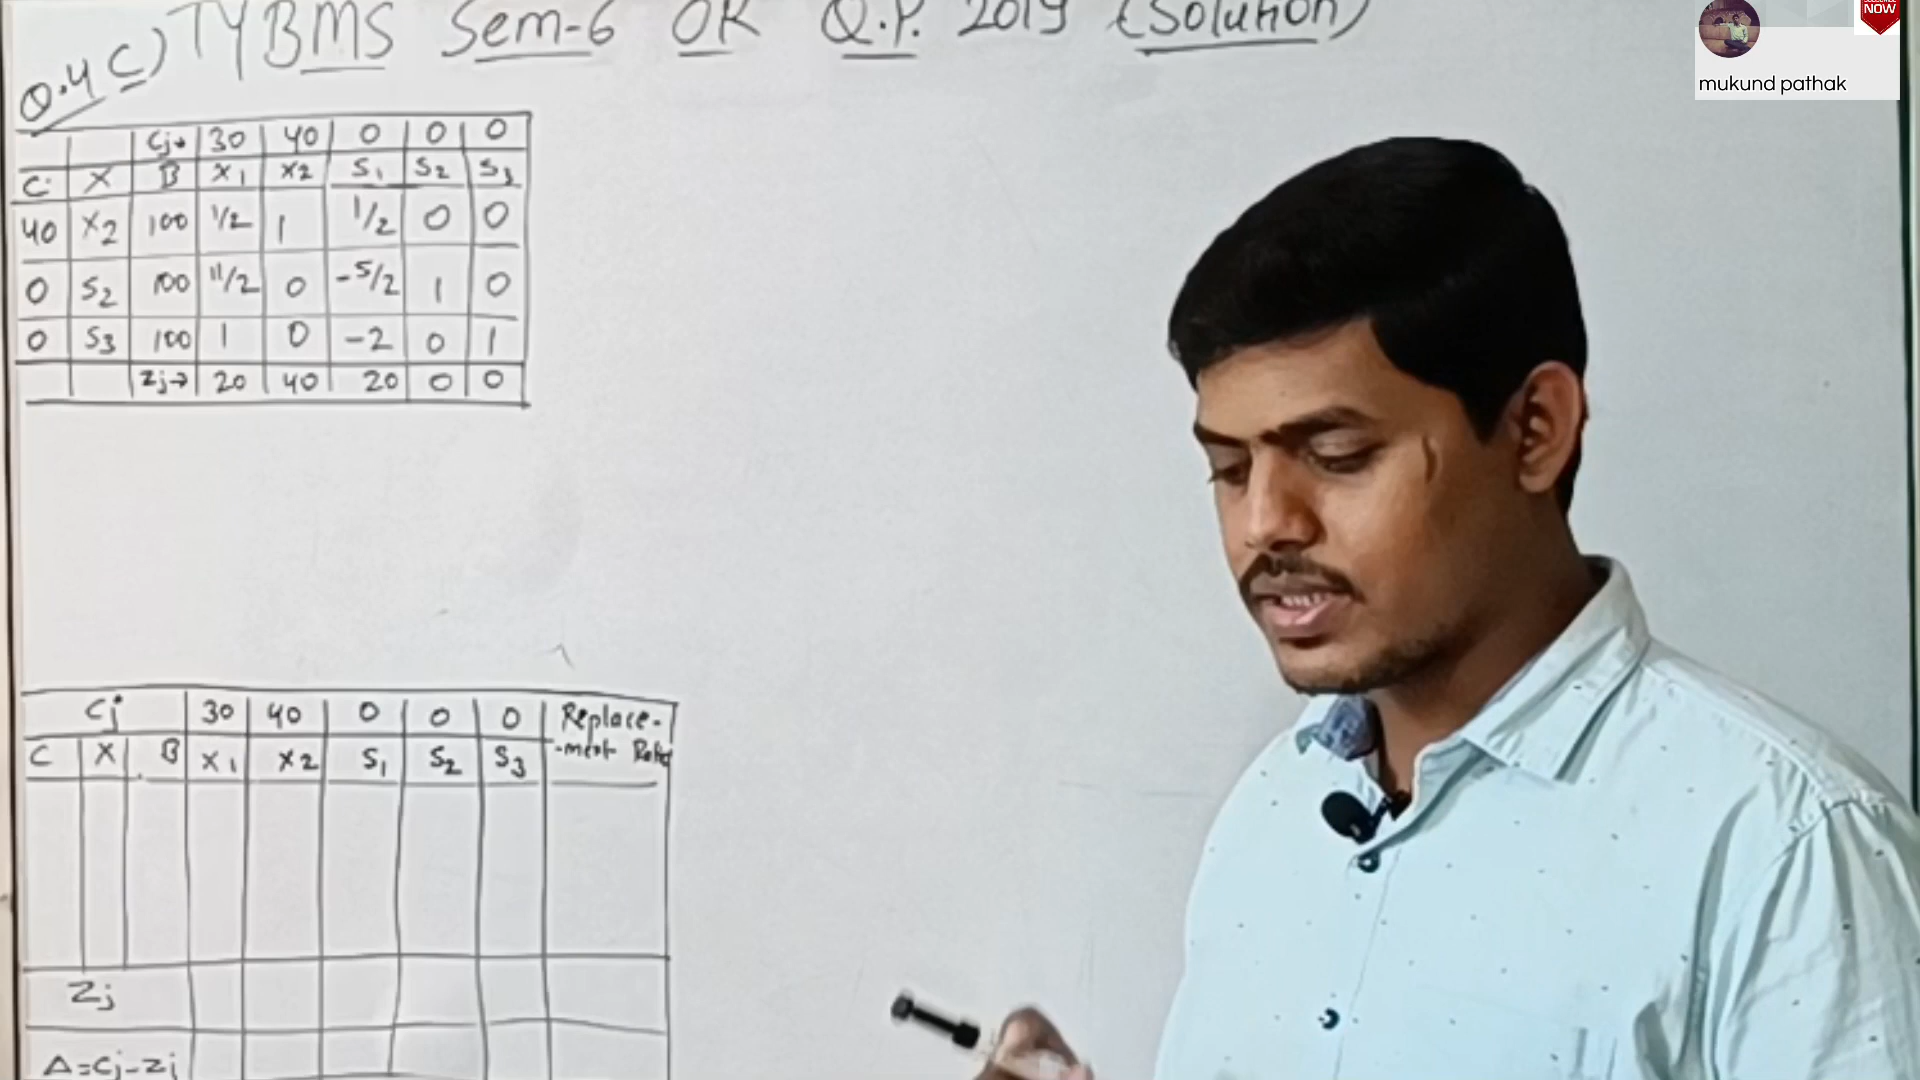 TYBMS Sem-6 OR Q.P. 2019 (Solution)
NOW
mukund pathak
Q.4 C)
Cj→ 30 40 0 0 0
C X B X1 X2 S1 S2 S3
40 X2 100 1/2 1 1/2 0 0
0 S2 100 11/2 0 -5/2 1 0
0 S3 100 1 0 -2 0 1
Zj→ 20 40 20 0 0
Cj 30 40 0 0 0 Replace-
C X B X1 X2 S1 S2 S3 -ment Ratio
Zj
Δ=Cj-Zj